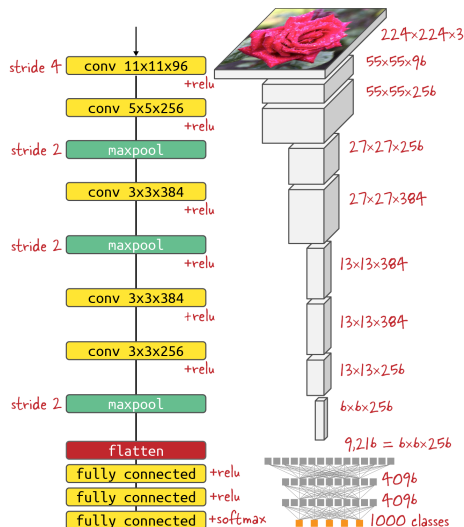 224×224×3
stride 4 conv 11x11x96 55×55×96
+relu
conv 5x5x256 55×55×256
+relu
stride 2 maxpool 27×27×256
conv 3x3x384 27×27×384
+relu
stride 2 maxpool 13×13×384
+relu
conv 3x3x384 13×13×384
+relu
conv 3x3x256 13×13×256
+relu
stride 2 maxpool 6×6×256
flatten 9,216 = 6×6×256
fully connected +relu 4096
fully connected +relu 4096
fully connected +softmax 1000 classes